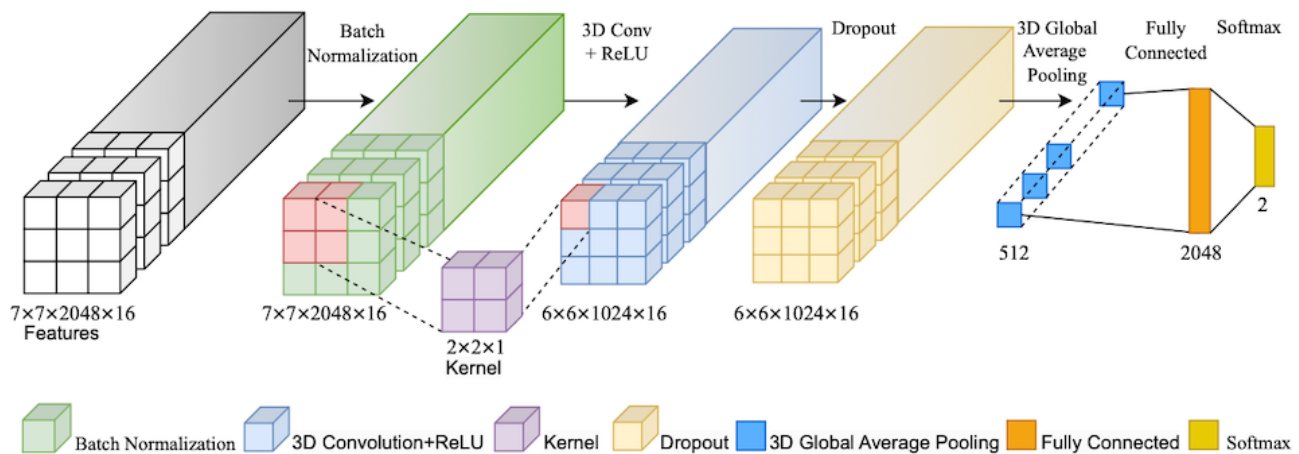 Batch
Normalization
3D Conv
+ ReLU
Dropout
3D Global
Average
Pooling
Fully
Connected
Softmax
7×7×2048×16
Features
7×7×2048×16
2×2×1
Kernel
6×6×1024×16
6×6×1024×16
512
2048
2
Batch Normalization
3D Convolution+ReLU
Kernel
Dropout
3D Global Average Pooling
Fully Connected
Softmax